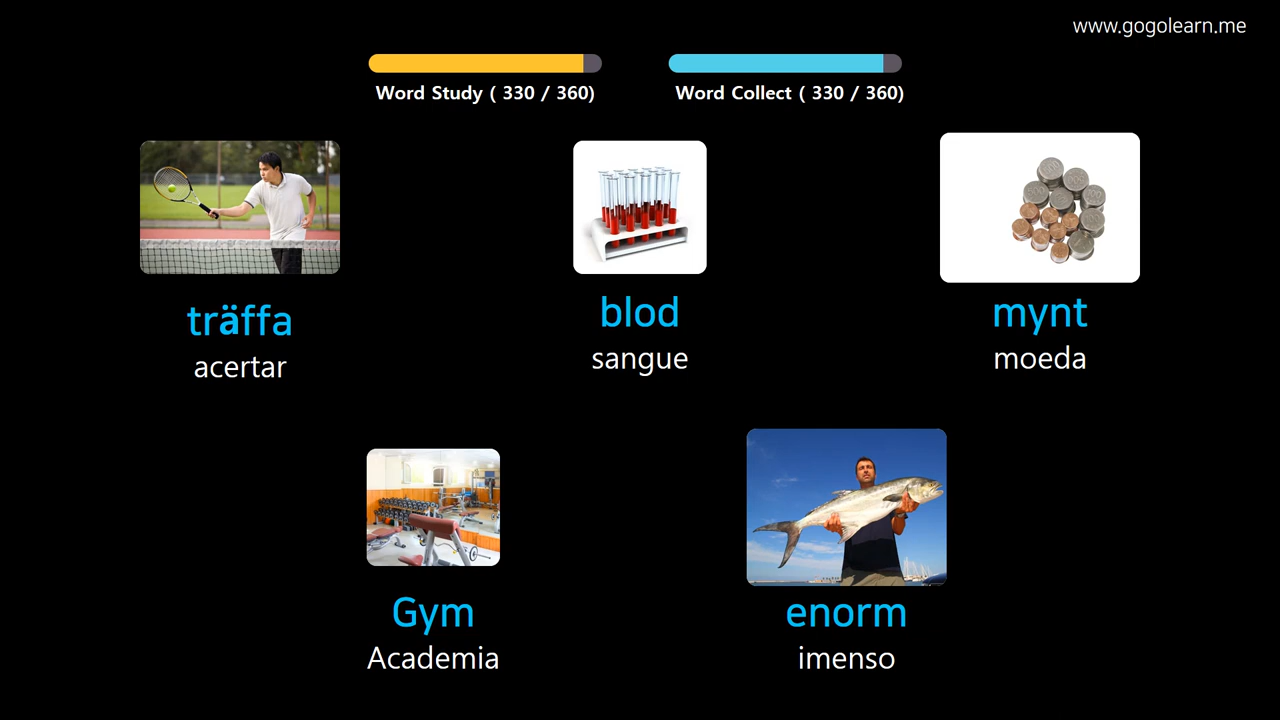 www.gogolearn.me
Word Study ( 330 / 360)
Word Collect ( 330 / 360)
träffa
acertar
blod
sangue
mynt
moeda
Gym
Academia
enorm
imenso